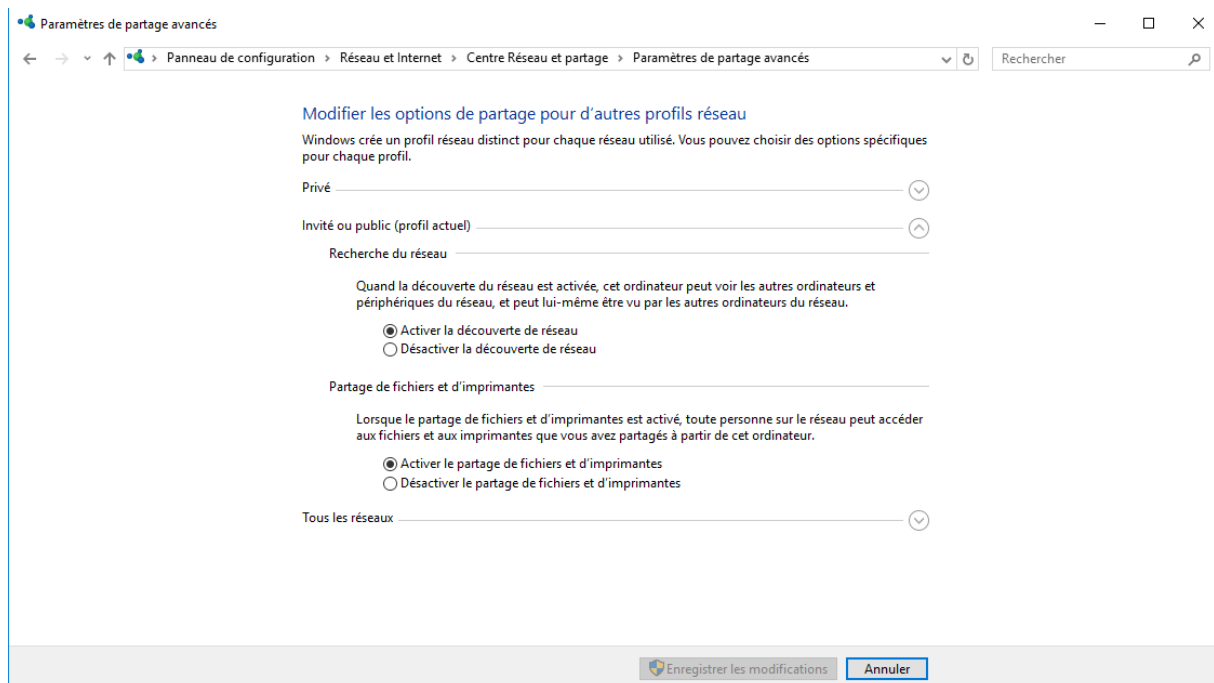 Paramètres de partage avancés
Panneau de configuration > Réseau et Internet > Centre Réseau et partage > Paramètres de partage avancés
Rechercher
Modifier les options de partage pour d'autres profils réseau
Windows crée un profil réseau distinct pour chaque réseau utilisé. Vous pouvez choisir des options spécifiques
pour chaque profil.
Privé
Invité ou public (profil actuel)
Recherche du réseau
Quand la découverte du réseau est activée, cet ordinateur peut voir les autres ordinateurs et
périphériques du réseau, et peut lui-même être vu par les autres ordinateurs du réseau.
Activer la découverte de réseau
Désactiver la découverte de réseau
Partage de fichiers et d'imprimantes
Lorsque le partage de fichiers et d'imprimantes est activé, toute personne sur le réseau peut accéder
aux fichiers et aux imprimantes que vous avez partagés à partir de cet ordinateur.
Activer le partage de fichiers et d'imprimantes
Désactiver le partage de fichiers et d'imprimantes
Tous les réseaux
Enregistrer les modifications
Annuler